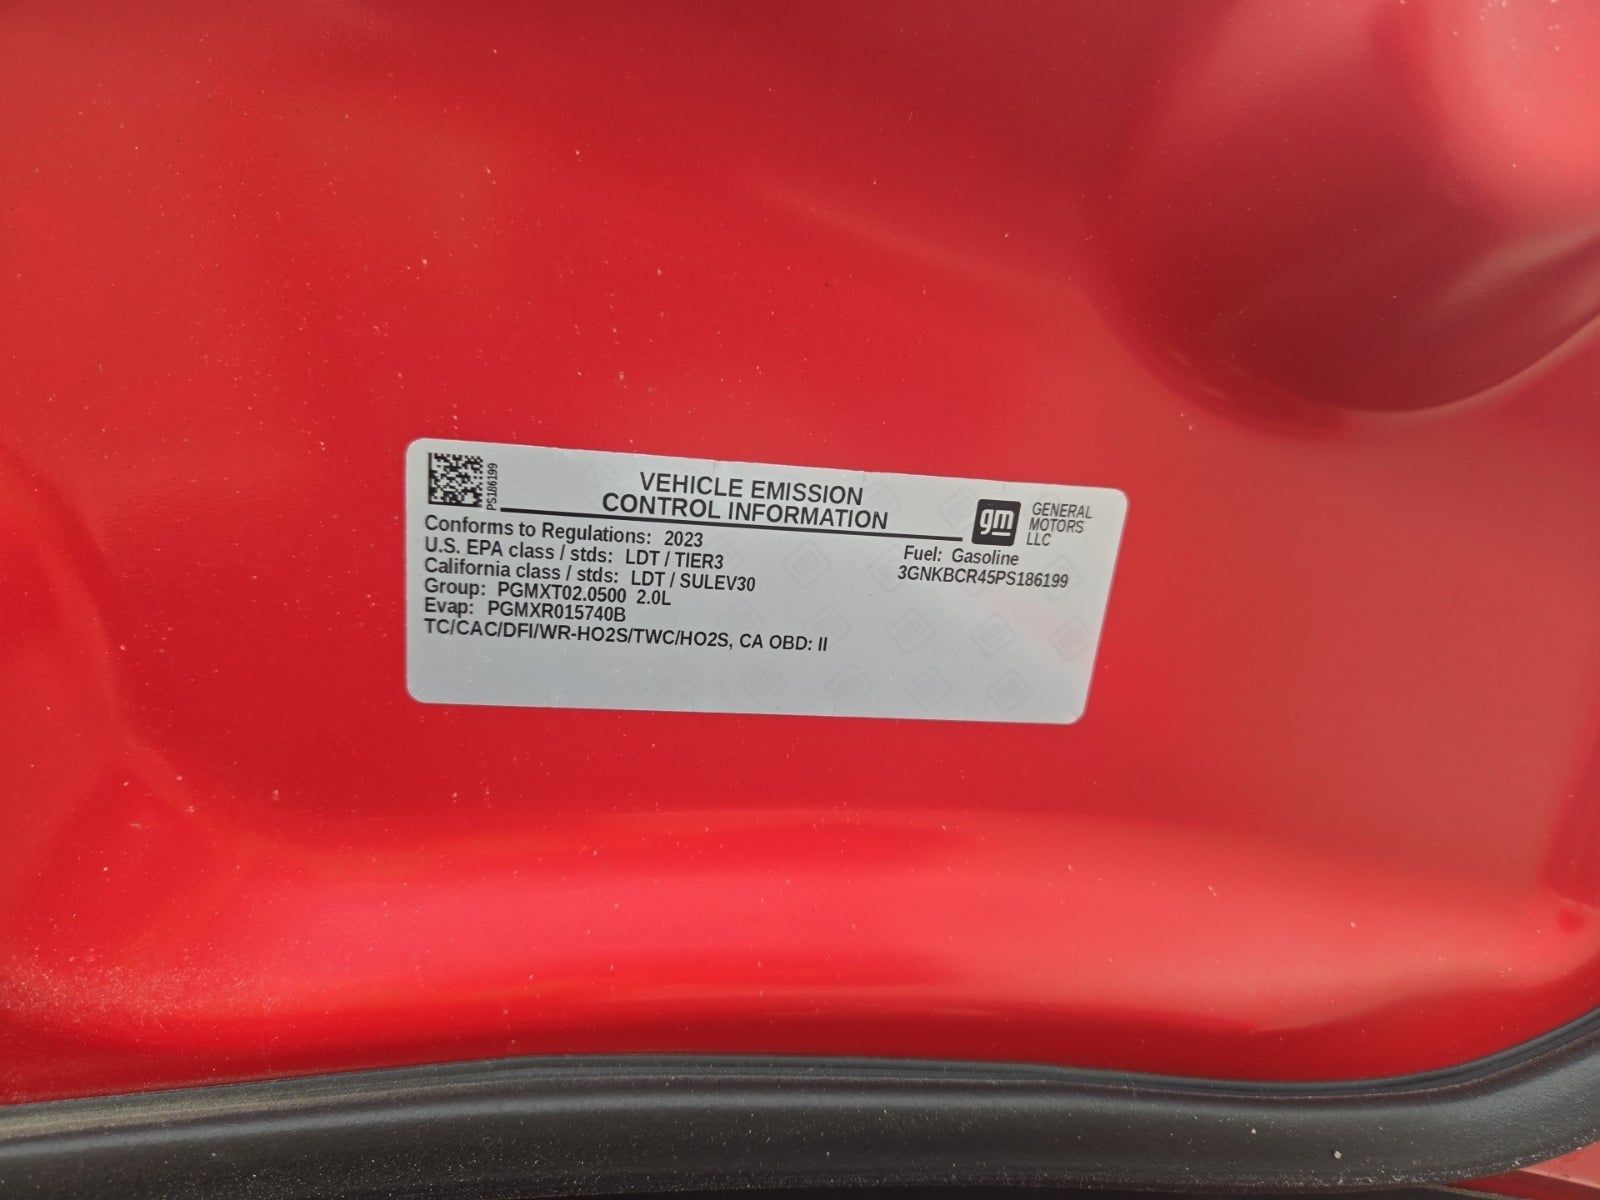 PS186199
VEHICLE EMISSION
CONTROL INFORMATION
gm
GENERAL
MOTORS
LLC
Conforms to Regulations: 2023
U.S. EPA class / stds: LDT / TIER3
California class / stds: LDT / SULEV30
Group: PGMXT02.0500 2.0L
Evap: PGMXR015740B
TC/CAC/DFI/WR-HO2S/TWC/HO2S, CA OBD: II
Fuel: Gasoline
3GNKBCR45PS186199